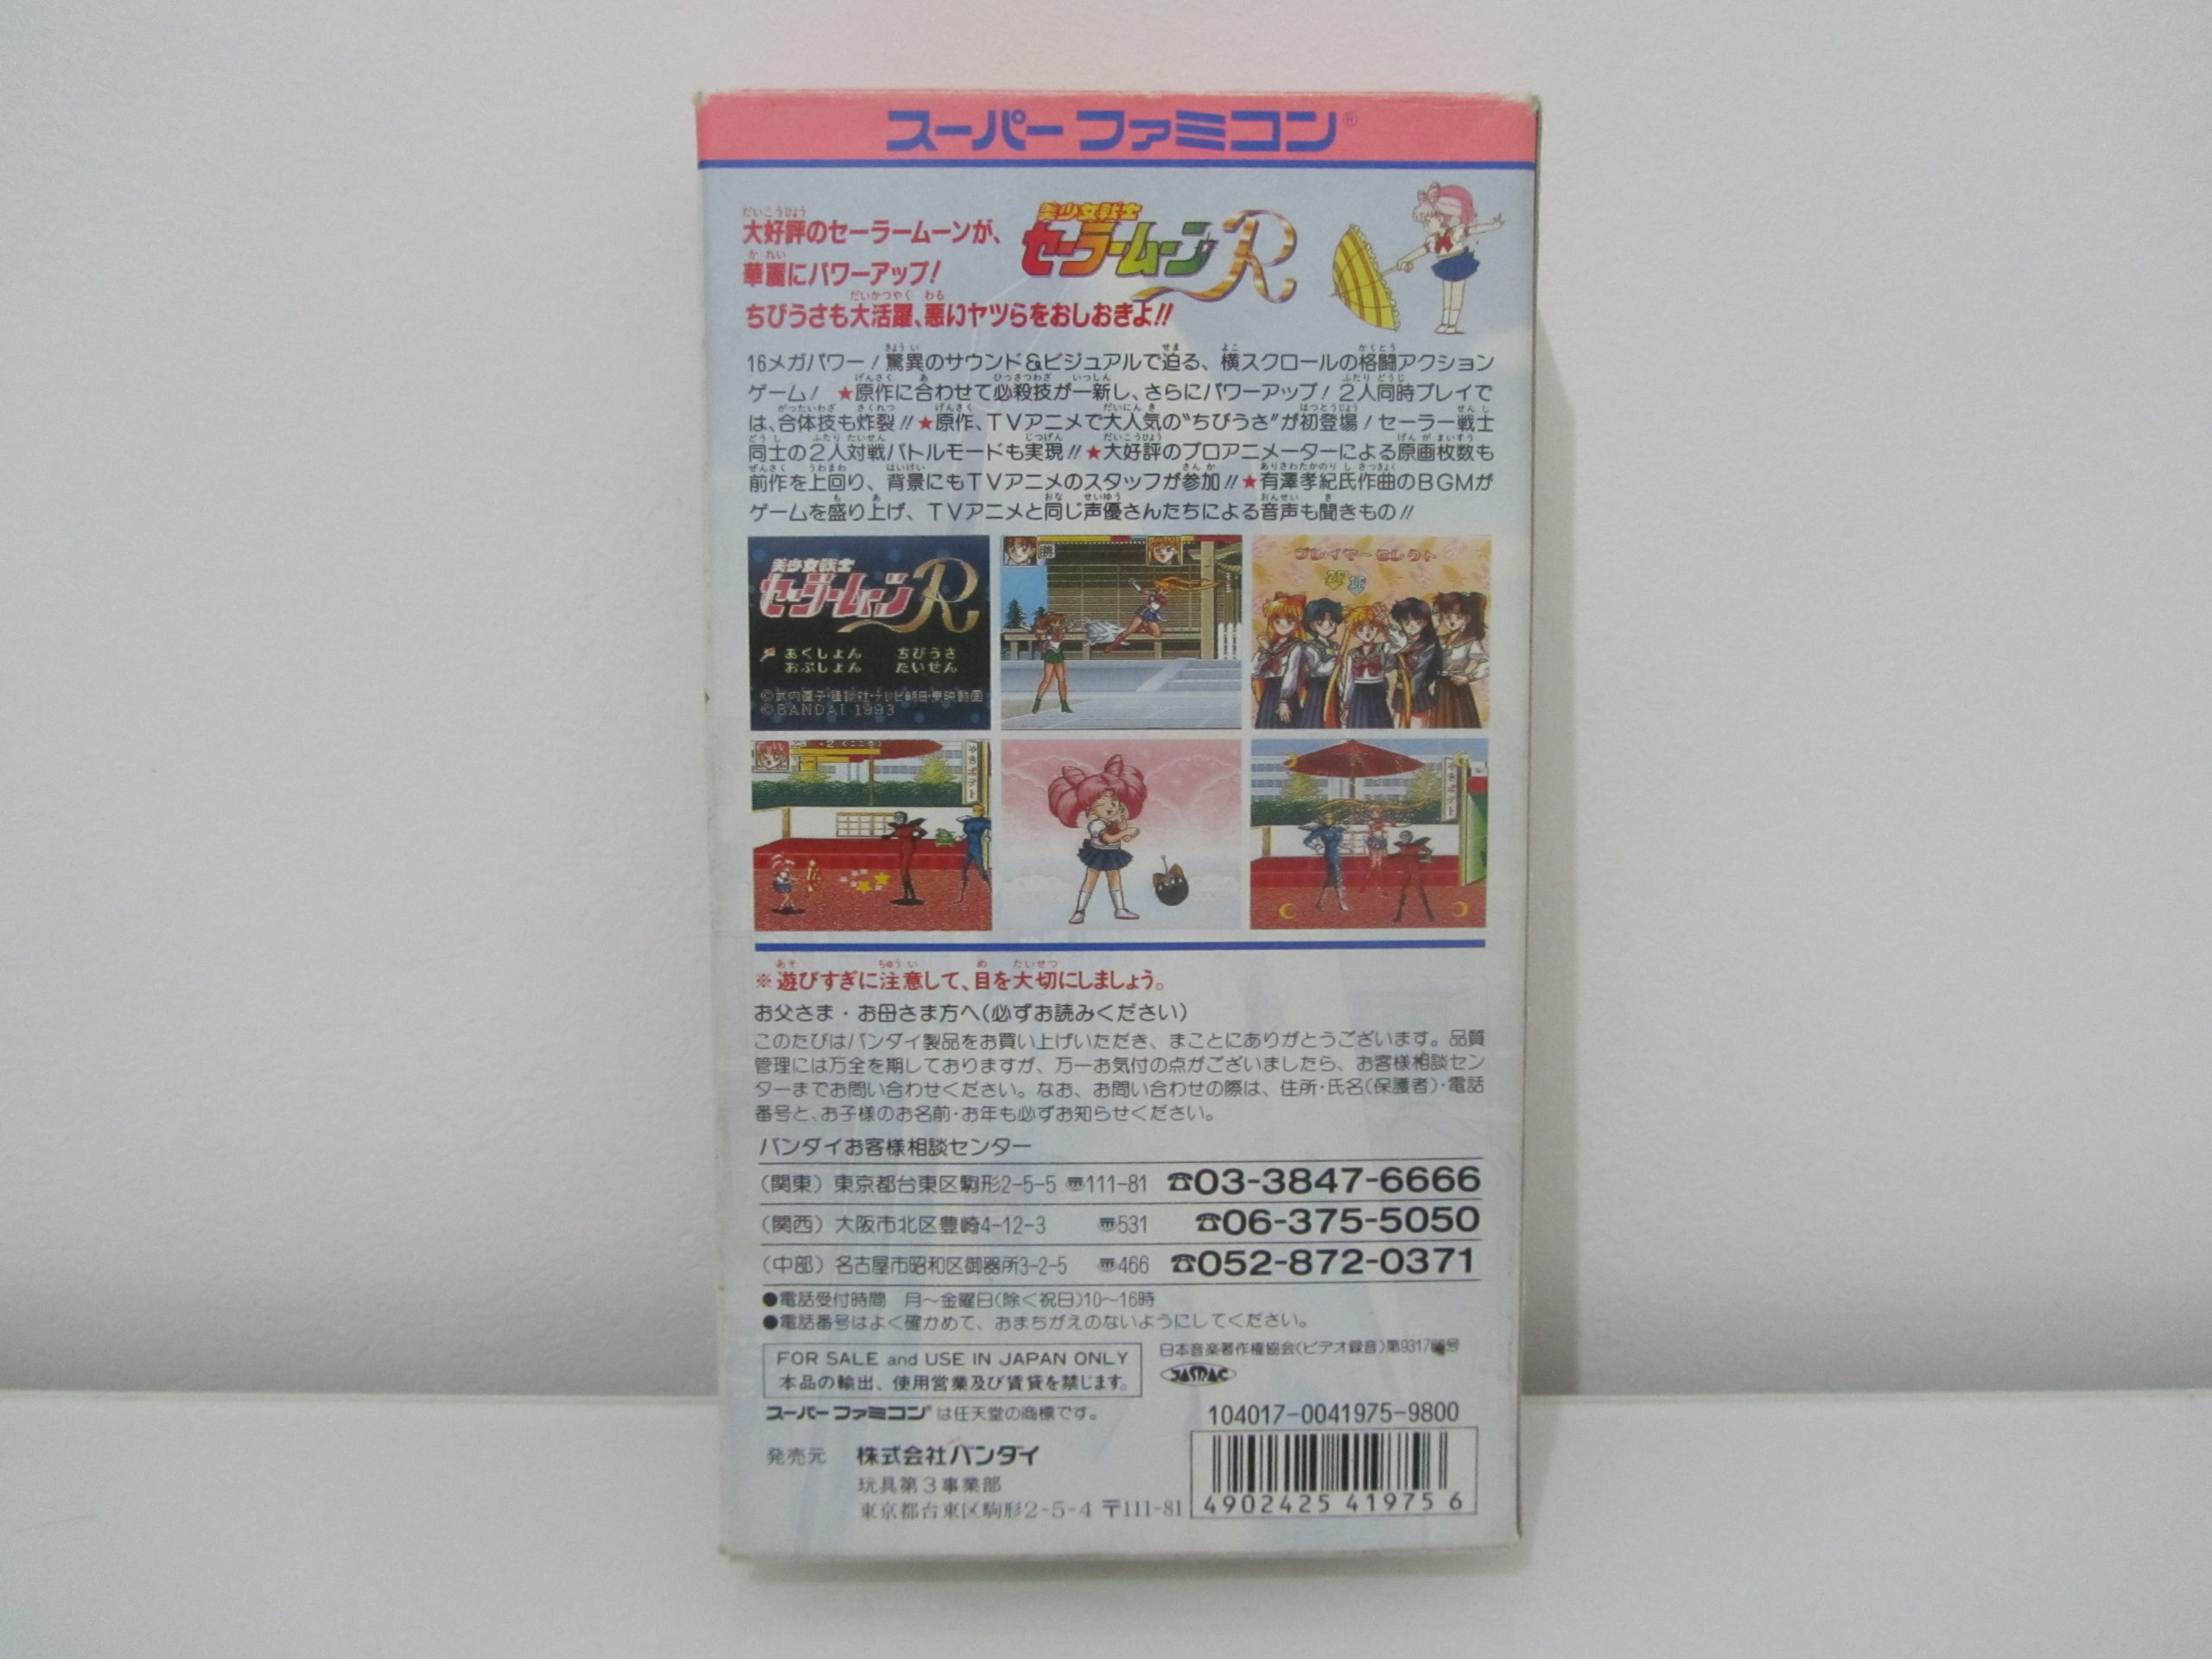 スーパーファミコン®
大好評のセーラームーンが、
華麗にパワーアップ!
ちびうさも大活躍、悪いヤツらをおしおきよ!!
美少女戦士
セーラームーンR
16メガパワー!驚異のサウンド&ビジュアルで迫る、横スクロールの格闘アクション
ゲーム! ★原作に合わせて必殺技が一新し、さらにパワーアップ!2人同時プレイで
は、合体技も炸裂!!★原作、TVアニメで大人気の“ちびうさ”が初登場!セーラー戦士
同士の2人対戦バトルモードも実現!!★大好評のプロアニメーターによる原画枚数も
前作を上回り、背景にもTVアニメのスタッフが参加!!★有澤孝紀氏作曲のBGMが
ゲームを盛り上げ、TVアニメと同じ声優さんたちによる音声も聞きもの!!
美少女戦士
セーラームーンR
あくしょん ちびうさ
おぷしょん たいせん
©武内直子・講談社・テレビ朝日・東映動画
©BANDAI 1993
プレイヤーセレクト
2P 1P
やきポテト
やきポテト
※遊びすぎに注意して、目を大切にしましょう。
お父さま・お母さま方へ(必ずお読みください)
このたびはバンダイ製品をお買い上げいただき、まことにありがとうございます。品質
管理には万全を期しておりますが、万一お気付の点がございましたら、お客様相談セン
ターまでお問い合わせください。なお、お問い合わせの際は、住所・氏名(保護者)・電話
番号と、お子様のお名前・お年も必ずお知らせください。
バンダイお客様相談センター
(関東) 東京都台東区駒形2-5-5 〒111-81 ☎03-3847-6666
(関西) 大阪市北区豊崎4-12-3 〒531 ☎06-375-5050
(中部) 名古屋市昭和区御器所3-2-5 〒466 ☎052-872-0371
●電話受付時間 月〜金曜日(除く祝日)10〜16時
●電話番号はよく確かめて、おまちがえのないようにしてください。
FOR SALE and USE IN JAPAN ONLY
本品の輸出、使用営業及び賃貸を禁じます。
日本音楽著作権協会(ビデオ録音)
JASRAC
スーパーファミコン®は任天堂の商標です。
104017-0041975-9800
発売元 株式会社バンダイ
玩具第3事業部
東京都台東区駒形2-5-4 〒111-81
4902425 419756